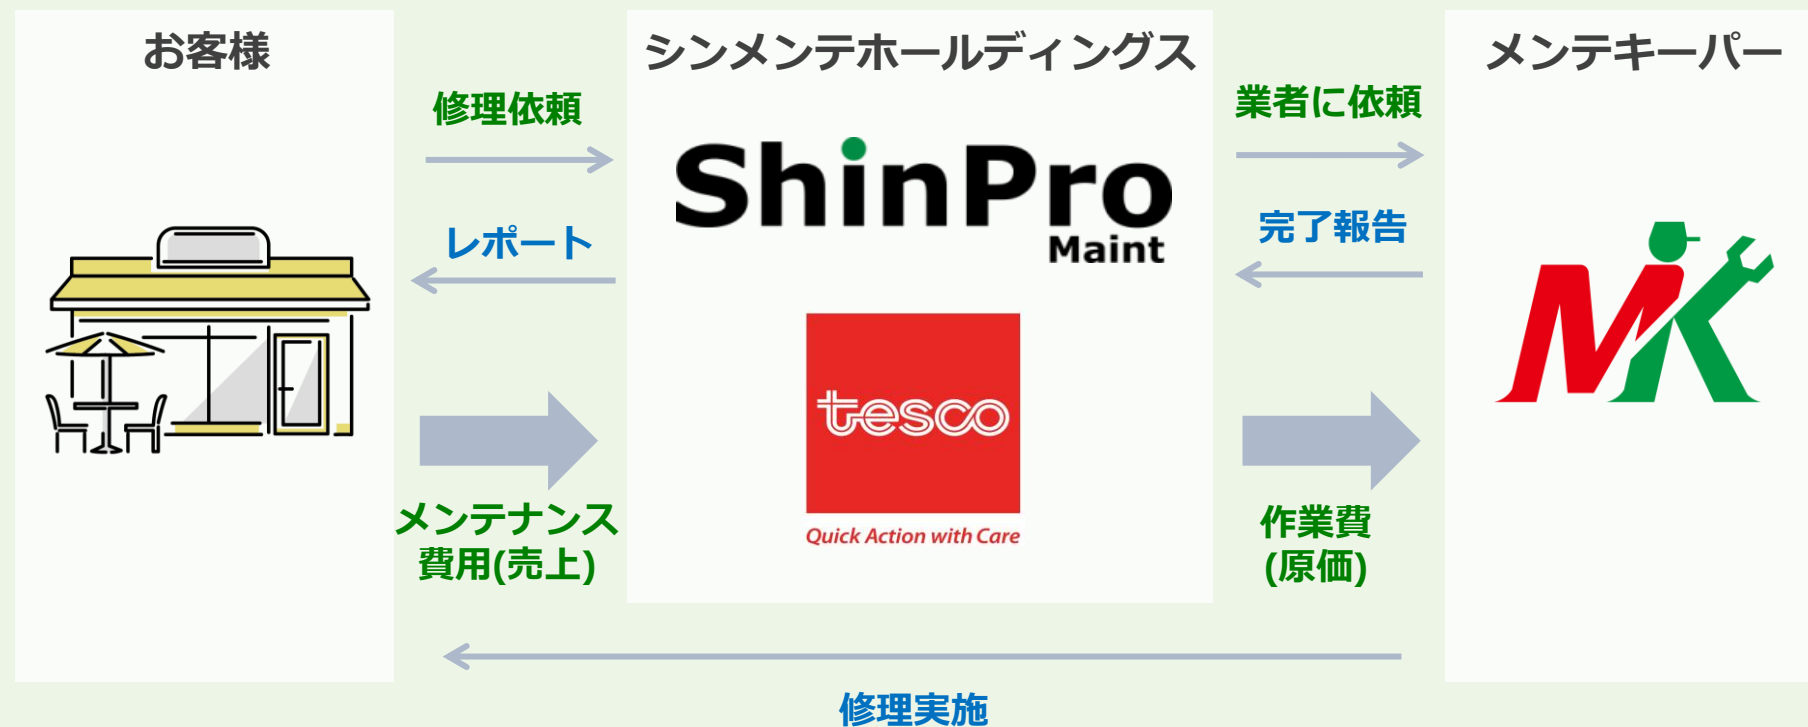 お客様
シンメンテホールディングス
メンテキーパー
修理依頼
業者に依頼
ShinPro
Maint
レポート
完了報告
MK
tesco
Quick Action with Care
メンテナンス
費用(売上)
作業費
(原価)
修理実施